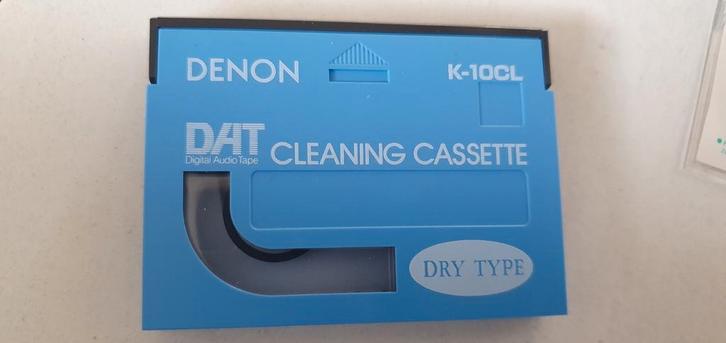 DENON
K-10CL
DAT
Digital Audio Tape
CLEANING CASSETTE
DRY TYPE